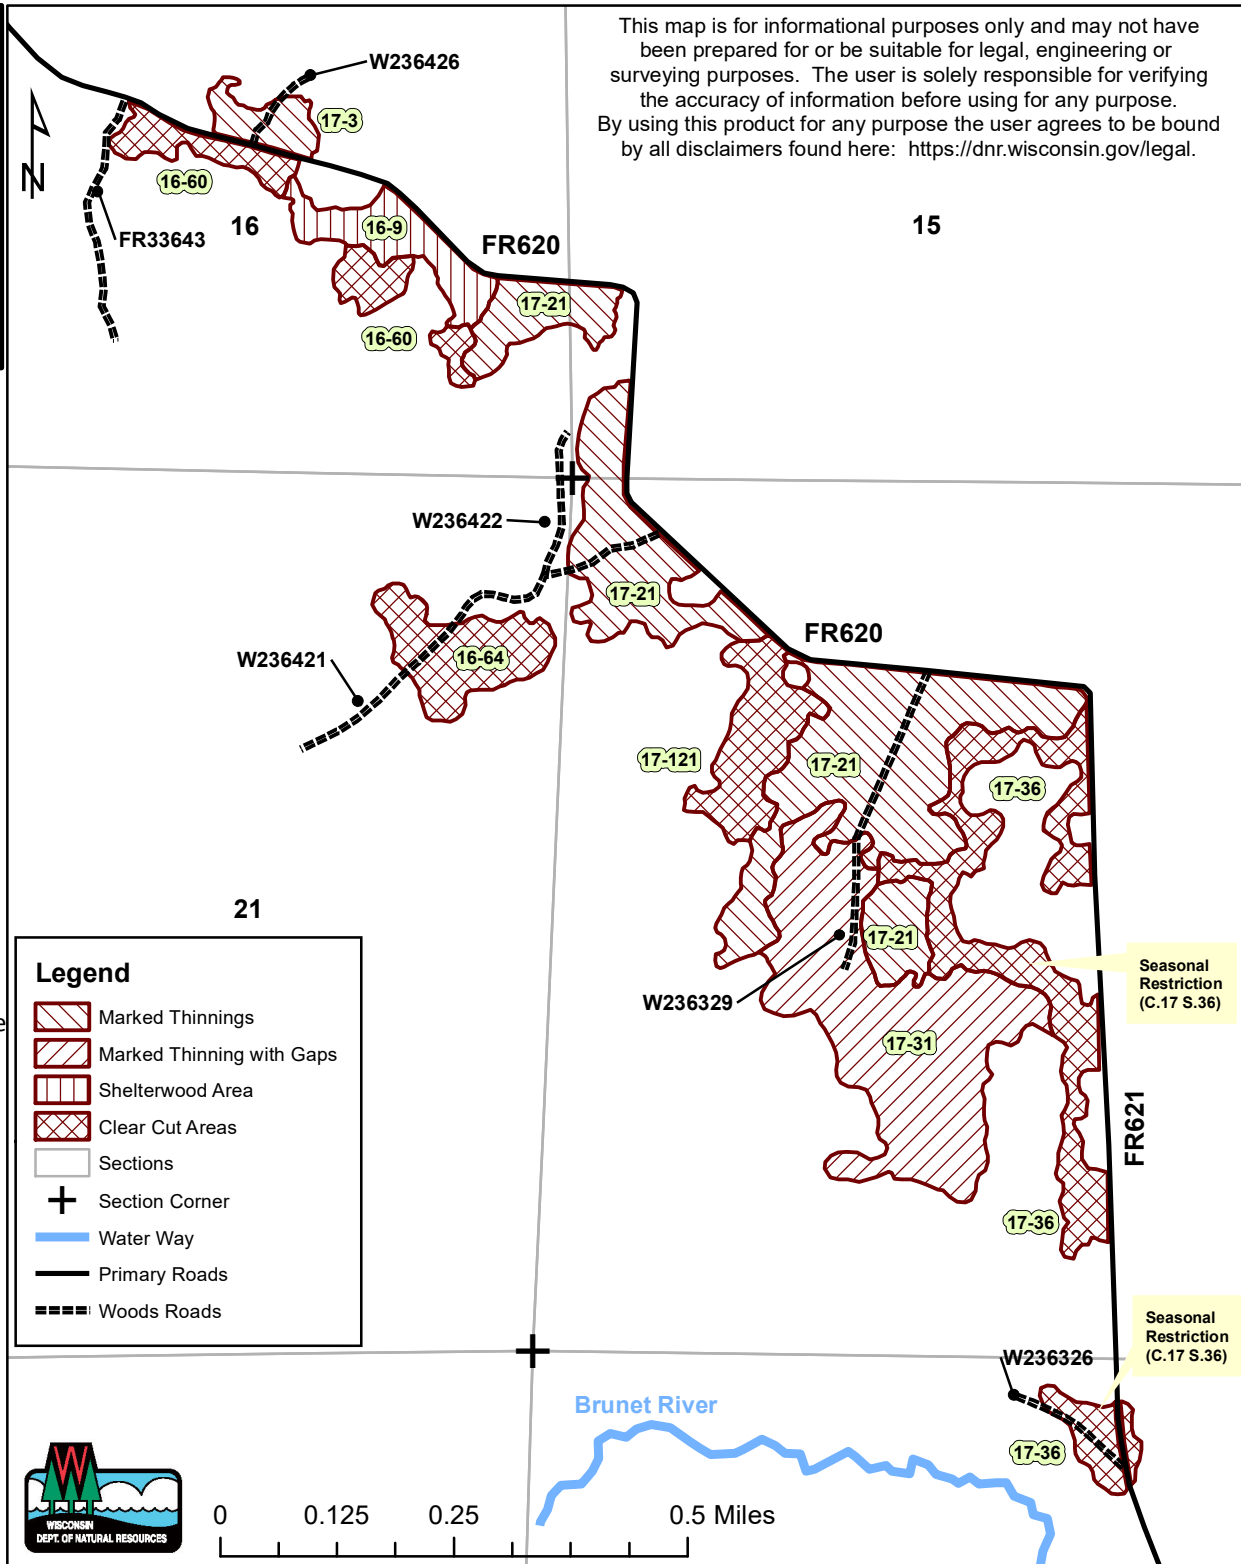 This map is for informational purposes only and may not have
been prepared for or be suitable for legal, engineering or
surveying purposes. The user is solely responsible for verifying
the accuracy of information before using for any purpose.
By using this product for any purpose the user agrees to be bound
by all disclaimers found here: https://dnr.wisconsin.gov/legal.
W236426
17-3
N
16-60
16
15
FR33643
16-9
FR620
17-21
16-60
W236422
17-21
FR620
W236421
16-64
17-121
17-21
17-36
21
17-21
Seasonal
Restriction
(C.17 S.36)
W236329
17-31
FR621
17-36
Legend
Marked Thinnings
Marked Thinning with Gaps
Shelterwood Area
Clear Cut Areas
Sections
Section Corner
Water Way
Primary Roads
Woods Roads
Seasonal
Restriction
(C.17 S.36)
W236326
Brunet River
17-36
WISCONSIN
DEPT. OF NATURAL RESOURCES
0 0.125 0.25 0.5 Miles